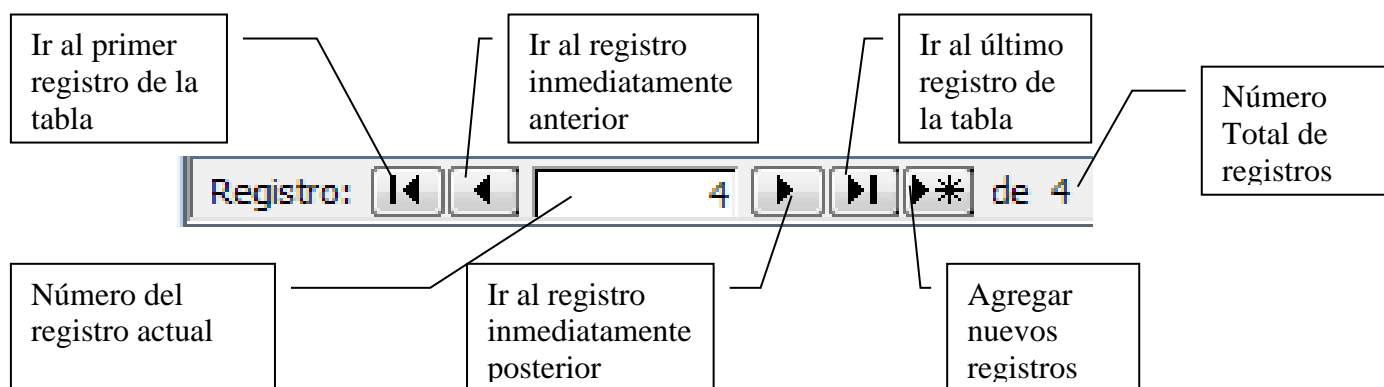 Ir al primer
registro de la
tabla
Ir al registro
inmediatamente
anterior
Ir al último
registro de
la tabla
Número
Total de
registros
Registro: 4 de 4
Número del
registro actual
Ir al registro
inmediatamente
posterior
Agregar
nuevos
registros